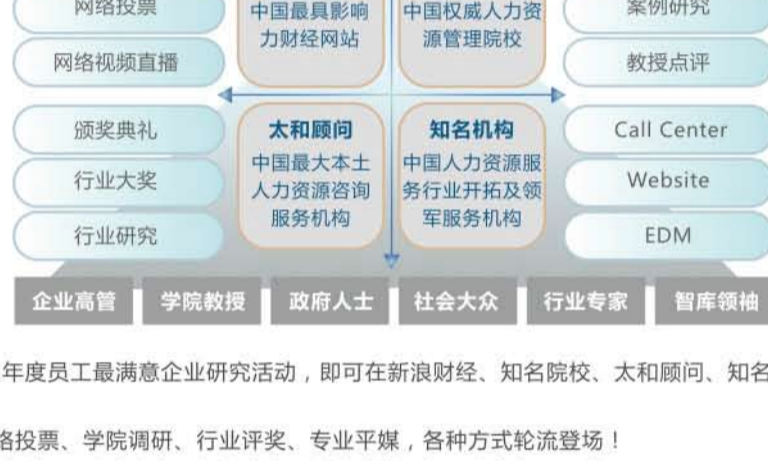 网络投票
中国最具影响
力财经网站
中国权威人力资
源管理院校
案例研究
网络视频直播
教授点评
颁奖典礼
太和顾问
中国最大本土
人力资源咨询
服务机构
知名机构
中国人力资源服
务行业开拓及领
军服务机构
Call Center
行业大奖
Website
行业研究
EDM
企业高管 学院教授 政府人士 社会大众 行业专家 智库领袖
年度员工最满意企业研究活动，即可在新浪财经、知名院校、太和顾问、知名
络投票、学院调研、行业评奖、专业平媒，各种方式轮流登场！